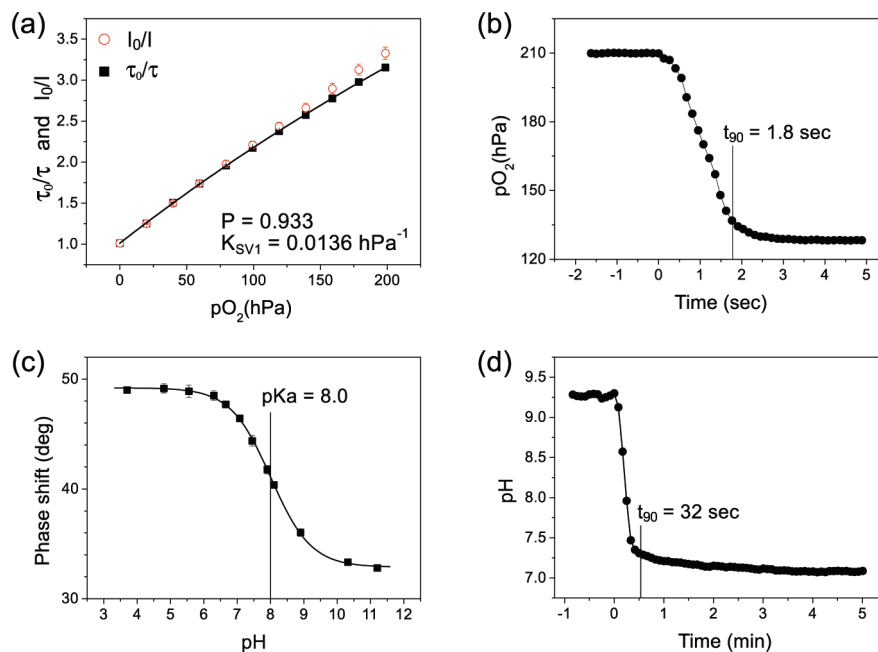 (a)
I₀/I
τ₀/τ
τ₀/τ and I₀/I
3.5
3.0
2.5
2.0
1.5
1.0
P = 0.933
K_SV1 = 0.0136 hPa⁻¹
0 50 100 150 200
pO₂(hPa)
(b)
pO₂(hPa)
210
180
150
120
t₉₀ = 1.8 sec
-2 -1 0 1 2 3 4 5
Time (sec)
(c)
Phase shift (deg)
50
40
30
pKa = 8.0
3 4 5 6 7 8 9 10 11 12
pH
(d)
pH
9.5
9.0
8.5
8.0
7.5
7.0
t₉₀ = 32 sec
-1 0 1 2 3 4 5
Time (min)